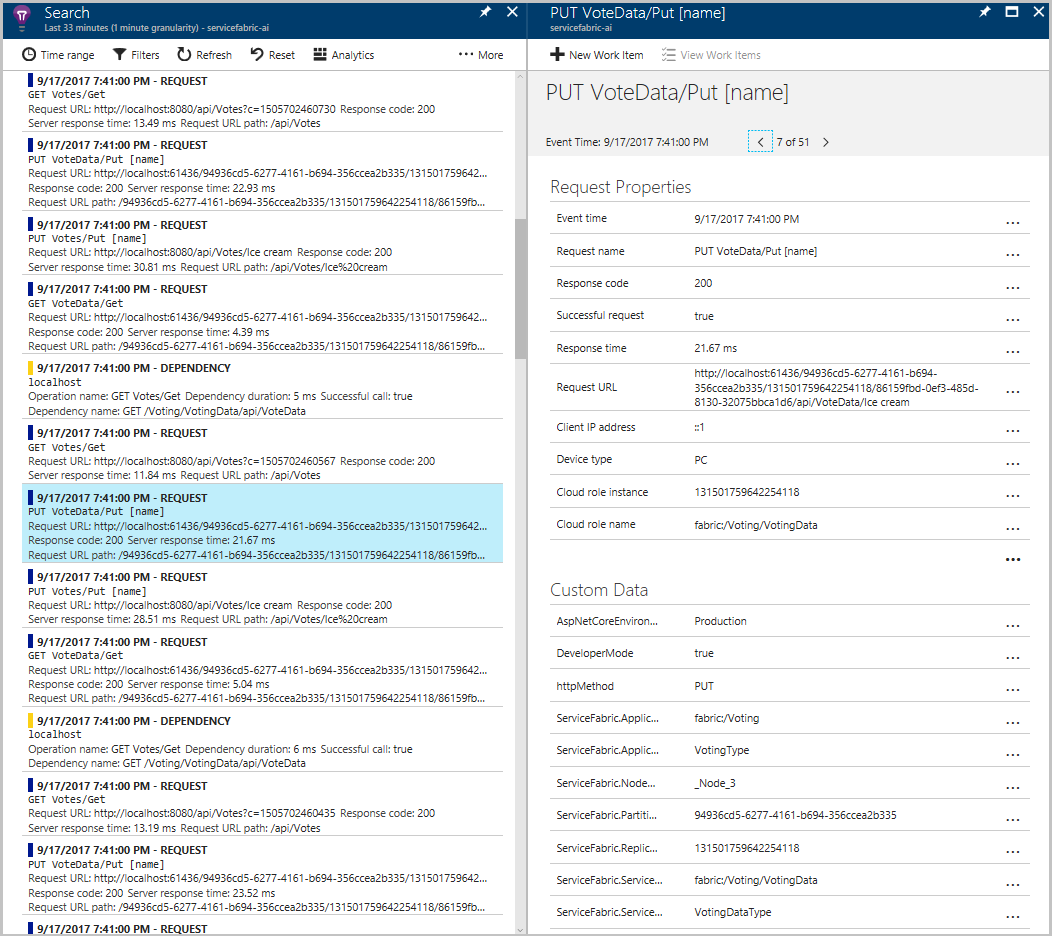 Search
Last 33 minutes (1 minute granularity) - servicefabric-ai
Time range Filters Refresh Reset Analytics ··· More
9/17/2017 7:41:00 PM - REQUEST
GET Votes/Get
Request URL: http://localhost:8080/api/Votes?c=1505702460730 Response code: 200
Server response time: 13.49 ms Request URL path: /api/Votes
9/17/2017 7:41:00 PM - REQUEST
PUT VoteData/Put [name]
Request URL: http://localhost:61436/94936cd5-6277-4161-b694-356ccea2b335/131501759642...
Response code: 200 Server response time: 22.93 ms
Request URL path: /94936cd5-6277-4161-b694-356ccea2b335/131501759642254118/86159fb...
9/17/2017 7:41:00 PM - REQUEST
PUT Votes/Put [name]
Request URL: http://localhost:8080/api/Votes/Ice cream Response code: 200
Server response time: 30.81 ms Request URL path: /api/Votes/Ice%20cream
9/17/2017 7:41:00 PM - REQUEST
GET VoteData/Get
Request URL: http://localhost:61436/94936cd5-6277-4161-b694-356ccea2b335/131501759642...
Response code: 200 Server response time: 4.39 ms
Request URL path: /94936cd5-6277-4161-b694-356ccea2b335/131501759642254118/86159fb...
9/17/2017 7:41:00 PM - DEPENDENCY
localhost
Operation name: GET Votes/Get Dependency duration: 5 ms Successful call: true
Dependency name: GET /Voting/VotingData/api/VoteData
9/17/2017 7:41:00 PM - REQUEST
GET Votes/Get
Request URL: http://localhost:8080/api/Votes?c=1505702460567 Response code: 200
Server response time: 11.84 ms Request URL path: /api/Votes
9/17/2017 7:41:00 PM - REQUEST
PUT VoteData/Put [name]
Request URL: http://localhost:61436/94936cd5-6277-4161-b694-356ccea2b335/131501759642...
Response code: 200 Server response time: 21.67 ms
Request URL path: /94936cd5-6277-4161-b694-356ccea2b335/131501759642254118/86159fb...
9/17/2017 7:41:00 PM - REQUEST
PUT Votes/Put [name]
Request URL: http://localhost:8080/api/Votes/Ice cream Response code: 200
Server response time: 28.51 ms Request URL path: /api/Votes/Ice%20cream
9/17/2017 7:41:00 PM - REQUEST
GET VoteData/Get
Request URL: http://localhost:61436/94936cd5-6277-4161-b694-356ccea2b335/131501759642...
Response code: 200 Server response time: 5.04 ms
Request URL path: /94936cd5-6277-4161-b694-356ccea2b335/131501759642254118/86159fb...
9/17/2017 7:41:00 PM - DEPENDENCY
localhost
Operation name: GET Votes/Get Dependency duration: 6 ms Successful call: true
Dependency name: GET /Voting/VotingData/api/VoteData
9/17/2017 7:41:00 PM - REQUEST
GET Votes/Get
Request URL: http://localhost:8080/api/Votes?c=1505702460435 Response code: 200
Server response time: 13.19 ms Request URL path: /api/Votes
9/17/2017 7:41:00 PM - REQUEST
PUT VoteData/Put [name]
Request URL: http://localhost:61436/94936cd5-6277-4161-b694-356ccea2b335/131501759642...
Response code: 200 Server response time: 23.52 ms
Request URL path: /94936cd5-6277-4161-b694-356ccea2b335/131501759642254118/86159fb...
9/17/2017 7:41:00 PM - REQUEST
PUT VoteData/Put [name]
servicefabric-ai
New Work Item View Work Items
PUT VoteData/Put [name]
Event Time: 9/17/2017 7:41:00 PM < 7 of 51 >
Request Properties
Event time 9/17/2017 7:41:00 PM ...
Request name PUT VoteData/Put [name] ...
Response code 200 ...
Successful request true ...
Response time 21.67 ms ...
http://localhost:61436/94936cd5-6277-4161-b694-
Request URL 356ccea2b335/131501759642254118/86159fbd-0ef3-485d- ...
8130-32075bbca1d6/api/VoteData/Ice cream
Client IP address ::1 ...
Device type PC ...
Cloud role instance 131501759642254118 ...
Cloud role name fabric:/Voting/VotingData ...
...
Custom Data
AspNetCoreEnviron... Production ...
DeveloperMode true ...
httpMethod PUT ...
ServiceFabric.Applic... fabric:/Voting ...
ServiceFabric.Applic... VotingType ...
ServiceFabric.Node... _Node_3 ...
ServiceFabric.Partiti... 94936cd5-6277-4161-b694-356ccea2b335 ...
ServiceFabric.Replic... 131501759642254118 ...
ServiceFabric.Service... fabric:/Voting/VotingData ...
ServiceFabric.Service... VotingDataType ...